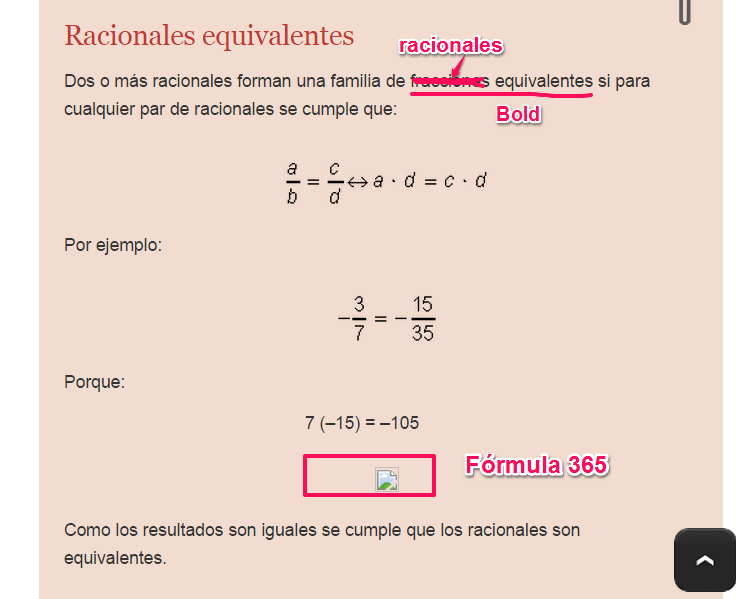 Racionales equivalentes
racionales
Dos o más racionales forman una familia de fracciones equivalentes si para
cualquier par de racionales se cumple que:
Bold
a/b = c/d ↔ a · d = c · d
Por ejemplo:
−3/7 = −15/35
Porque:
7 (–15) = –105
Fórmula 365
Como los resultados son iguales se cumple que los racionales son
equivalentes.